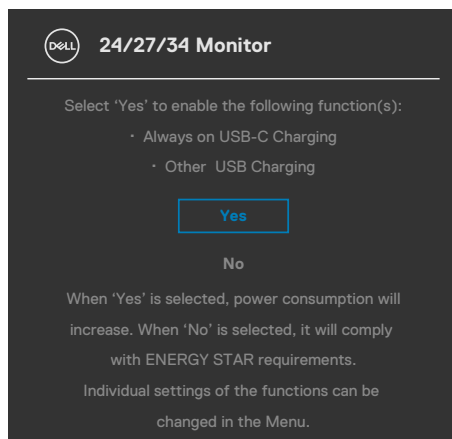 DELL 24/27/34 Monitor
Select ‘Yes’ to enable the following function(s):
· Always on USB-C Charging
· Other USB Charging
Yes
No
When ‘Yes’ is selected, power consumption will
increase. When ‘No’ is selected, it will comply
with ENERGY STAR requirements.
Individual settings of the functions can be
changed in the Menu.